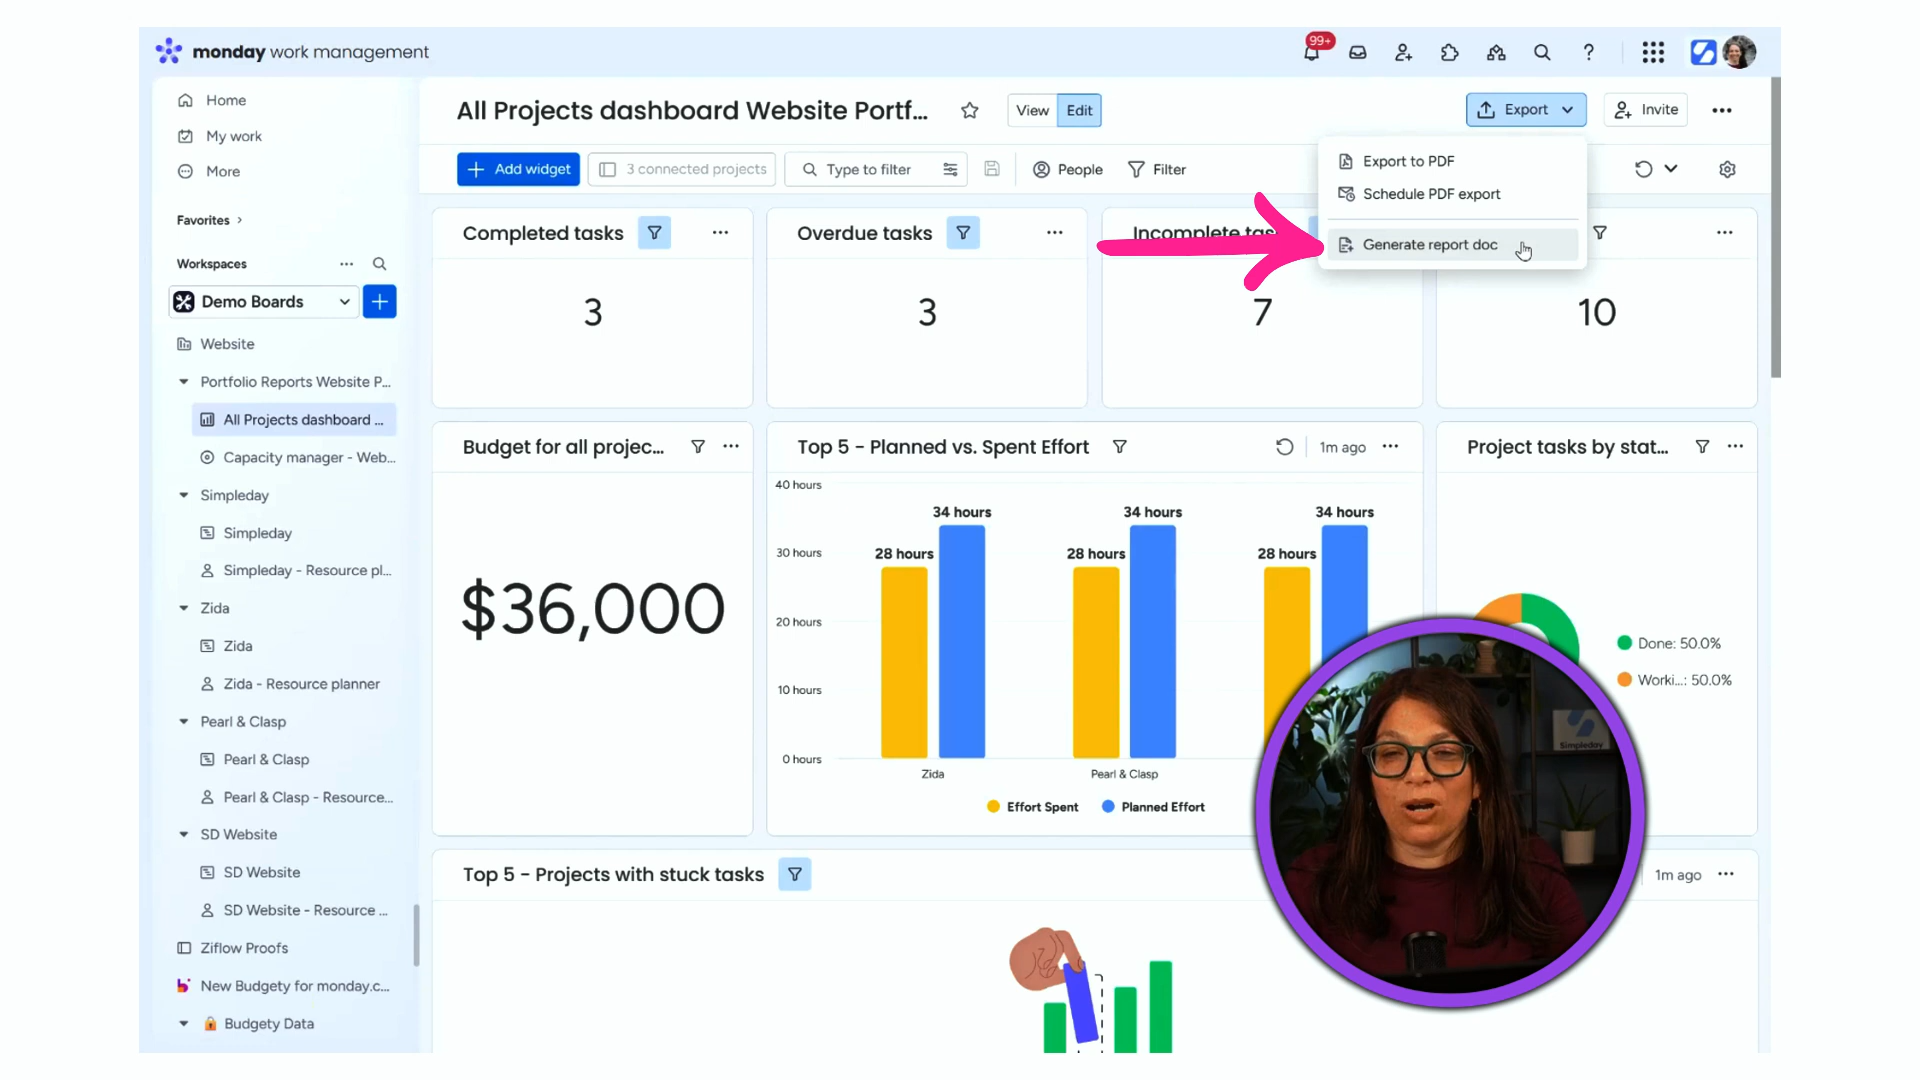 monday work management
99+
Home
My work
More
Favorites
Workspaces
Demo Boards
Website
Portfolio Reports Website P...
All Projects dashboard ...
Capacity manager - Web...
Simpleday
Simpleday
Simpleday - Resource pl...
Zida
Zida
Zida - Resource planner
Pearl & Clasp
Pearl & Clasp
Pearl & Clasp - Resource...
SD Website
SD Website
SD Website - Resource ...
Ziflow Proofs
New Budgety for monday.c...
Budgety Data
All Projects dashboard Website Portf...
View
Edit
Export
Invite
Add widget
3 connected projects
Type to filter
People
Filter
Export to PDF
Schedule PDF export
Generate report doc
Completed tasks
3
Overdue tasks
3
Incomplete tas
7
10
Budget for all projec...
$36,000
Top 5 - Planned vs. Spent Effort
1m ago
40 hours
30 hours
20 hours
10 hours
0 hours
28 hours
34 hours
28 hours
34 hours
28 hours
34 hours
Zida
Pearl & Clasp
Effort Spent
Planned Effort
Project tasks by stat...
Done: 50.0%
Worki...: 50.0%
Top 5 - Projects with stuck tasks
1m ago
Simpleday